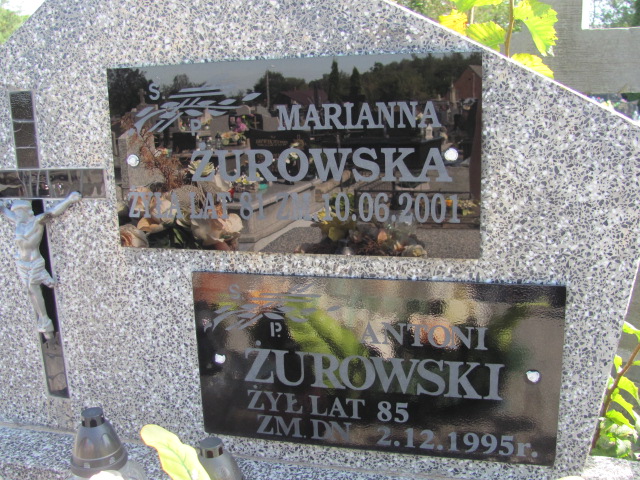 Ś P. MARIANNA
ŻUROWSKA
ŻYŁA LAT 81 ZM. 10.06.2001
Ś P. ANTONI
ŻUROWSKI
ŻYŁ LAT 85
ZM. DN 2.12.1995r.